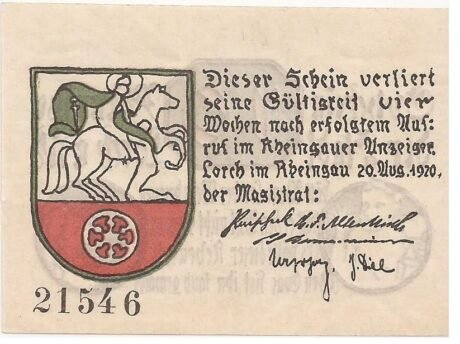 Dieser Schein verliert
seine Gültigkeit vier
Wochen nach erfolgtem Auf:
ruf im Rheingauer Anzeiger.
Lorch im Rheingau 20. Aug. 1920.
der Magistrat:
21546